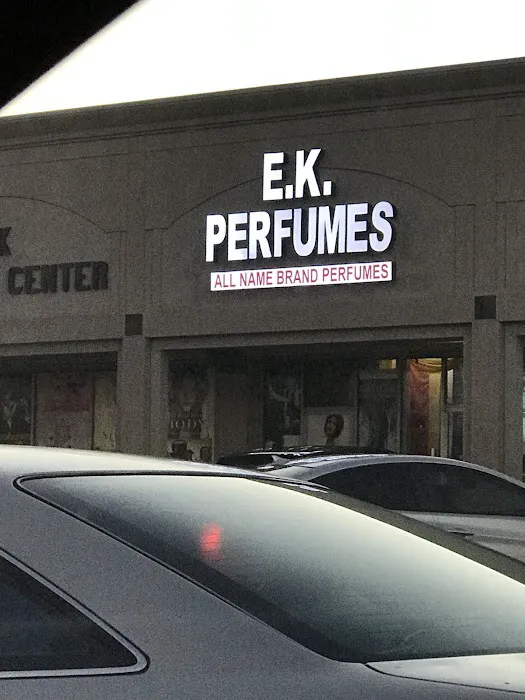 E.K.
PERFUMES
ALL NAME BRAND PERFUMES
K
CENTER